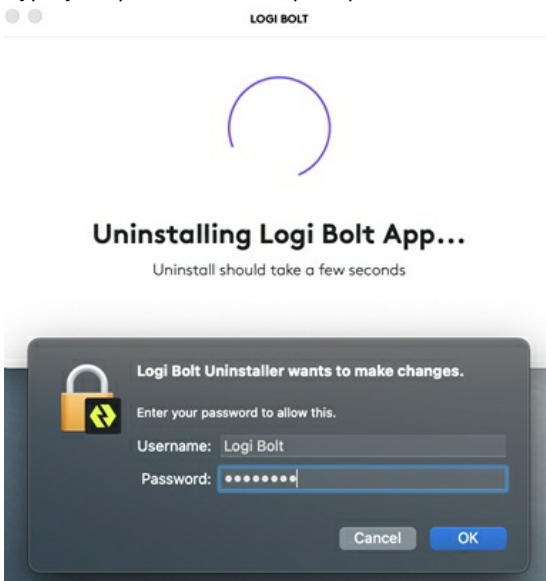 LOGI BOLT
Uninstalling Logi Bolt App...
Uninstall should take a few seconds
Logi Bolt Uninstaller wants to make changes.
Enter your password to allow this.
Username: Logi Bolt
Password: ••••••••
Cancel OK